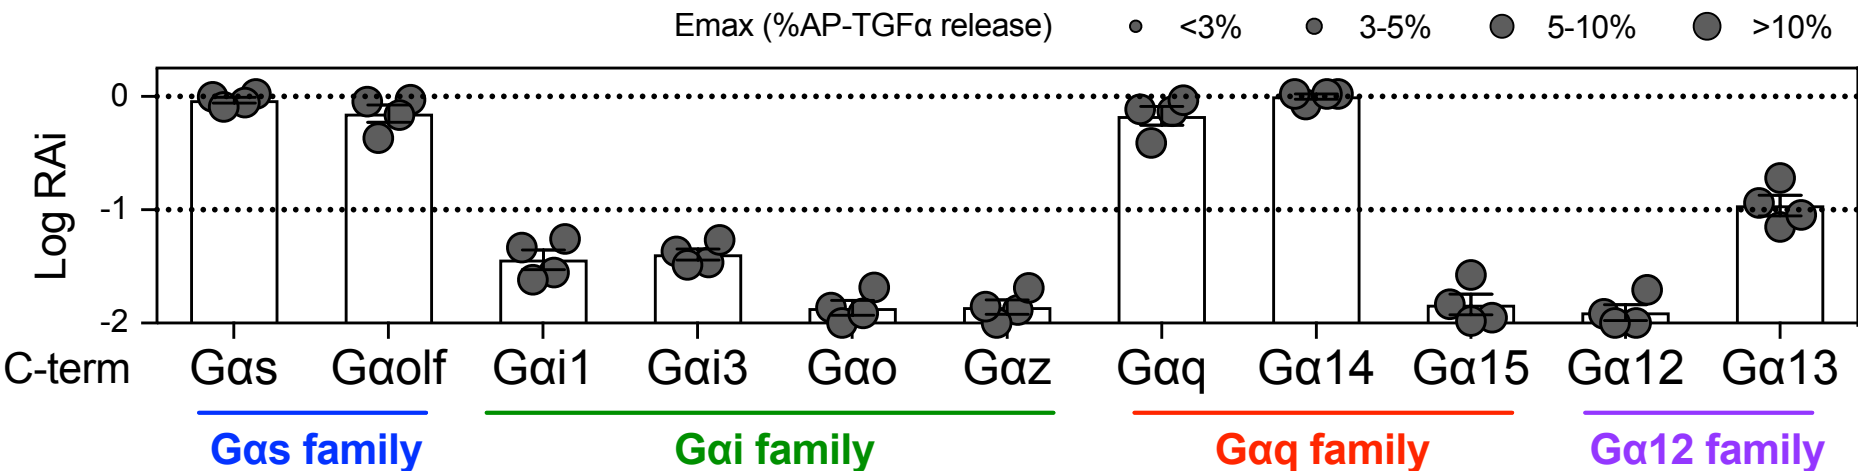 Emax (%AP-TGFα release) <3% 3-5% 5-10% >10%
Log RAi
0
-1
-2
C-term Gαs Gαolf Gαi1 Gαi3 Gαo Gαz Gαq Gα14 Gα15 Gα12 Gα13
Gαs family Gαi family Gαq family Gα12 family